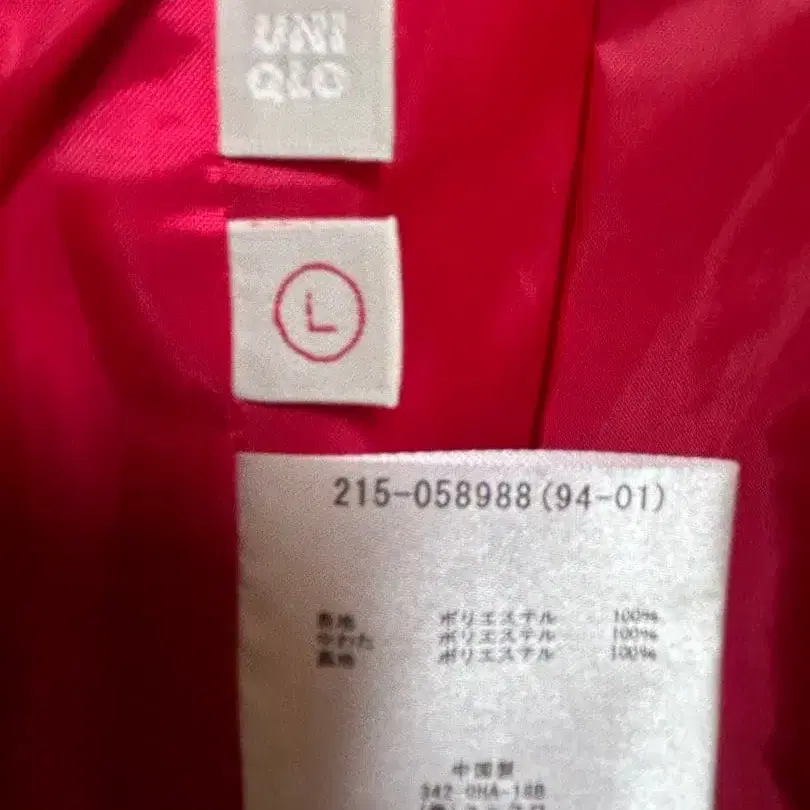 UNI
QLO
L
215-058988(94-01)
表地 ポリエステル 100%
中わた ポリエステル 100%
裏地 ポリエステル 100%
中国製